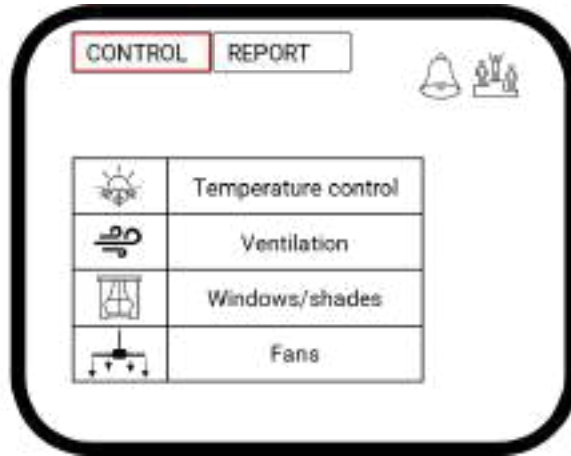 CONTROL REPORT
Temperature control
Ventilation
Windows/shades
Fans